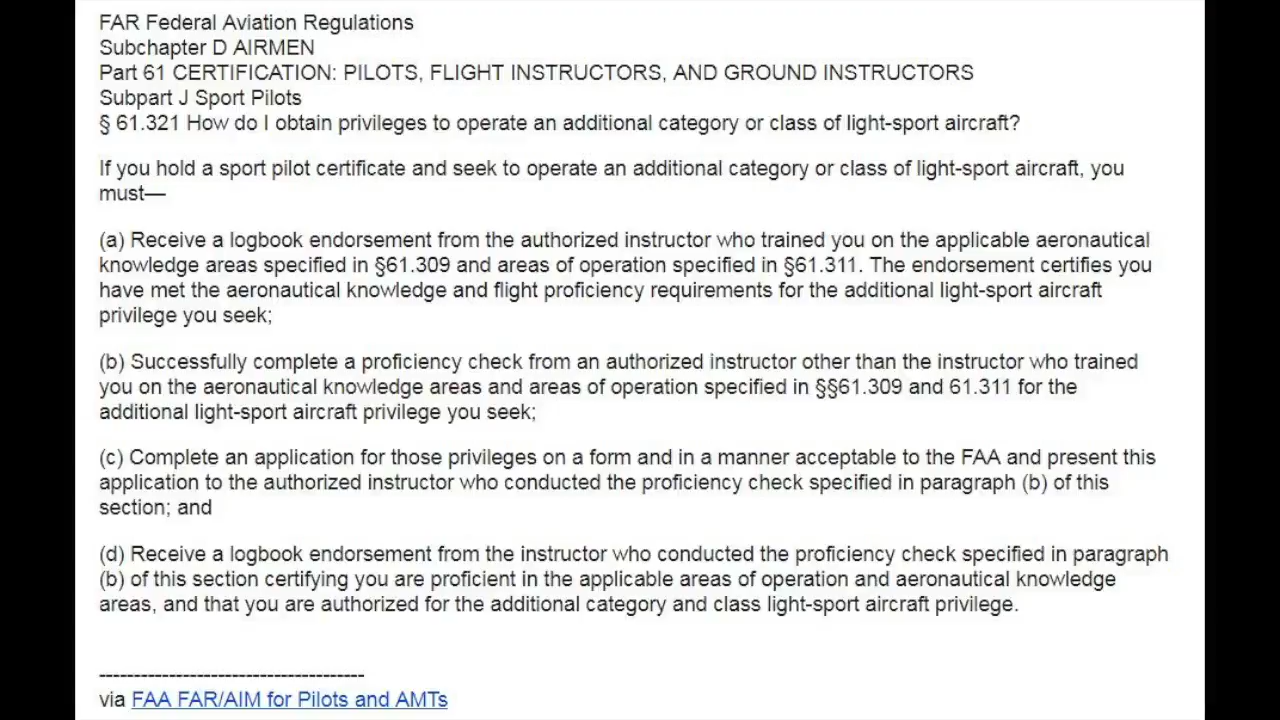 FAR Federal Aviation Regulations
Subchapter D AIRMEN
Part 61 CERTIFICATION: PILOTS, FLIGHT INSTRUCTORS, AND GROUND INSTRUCTORS
Subpart J Sport Pilots
§ 61.321 How do I obtain privileges to operate an additional category or class of light-sport aircraft?
If you hold a sport pilot certificate and seek to operate an additional category or class of light-sport aircraft, you
must—
(a) Receive a logbook endorsement from the authorized instructor who trained you on the applicable aeronautical
knowledge areas specified in §61.309 and areas of operation specified in §61.311. The endorsement certifies you
have met the aeronautical knowledge and flight proficiency requirements for the additional light-sport aircraft
privilege you seek;
(b) Successfully complete a proficiency check from an authorized instructor other than the instructor who trained
you on the aeronautical knowledge areas and areas of operation specified in §§61.309 and 61.311 for the
additional light-sport aircraft privilege you seek;
(c) Complete an application for those privileges on a form and in a manner acceptable to the FAA and present this
application to the authorized instructor who conducted the proficiency check specified in paragraph (b) of this
section; and
(d) Receive a logbook endorsement from the instructor who conducted the proficiency check specified in paragraph
(b) of this section certifying you are proficient in the applicable areas of operation and aeronautical knowledge
areas, and that you are authorized for the additional category and class light-sport aircraft privilege.
--------------------------------------
via FAA FAR/AIM for Pilots and AMTs